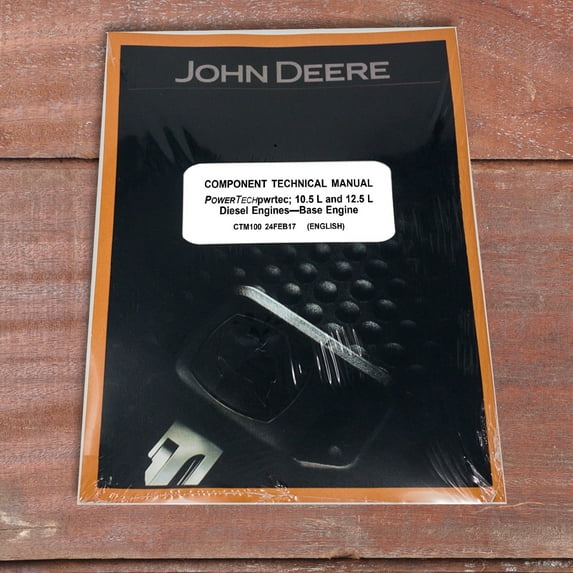 JOHN DEERE
COMPONENT TECHNICAL MANUAL
POWERTECHpwrtec; 10.5 L and 12.5 L
Diesel Engines—Base Engine
CTM100 24FEB17 (ENGLISH)